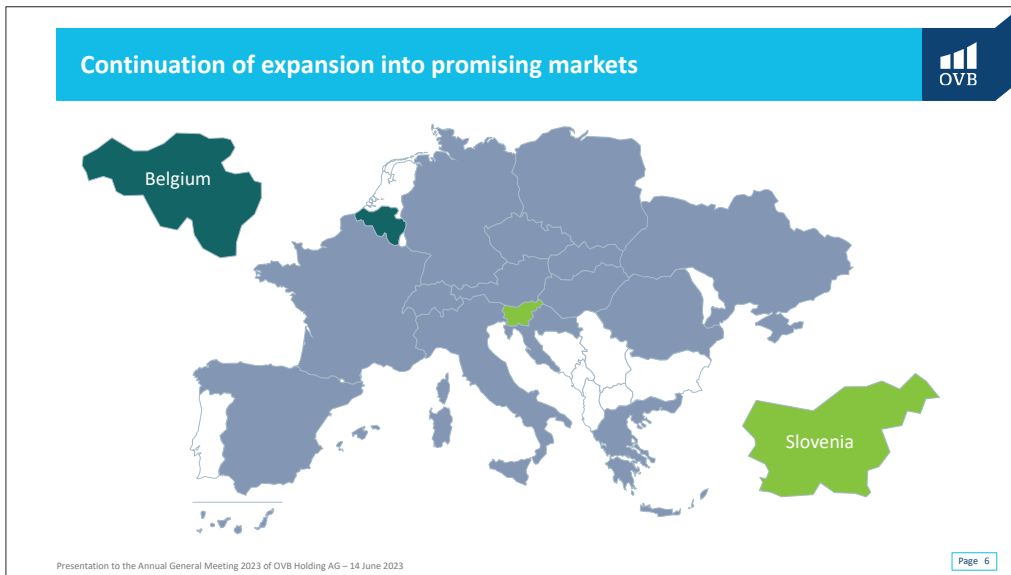 Continuation of expansion into promising markets
OVB
Belgium
Slovenia
Presentation to the Annual General Meeting 2023 of OVB Holding AG – 14 June 2023
Page 6